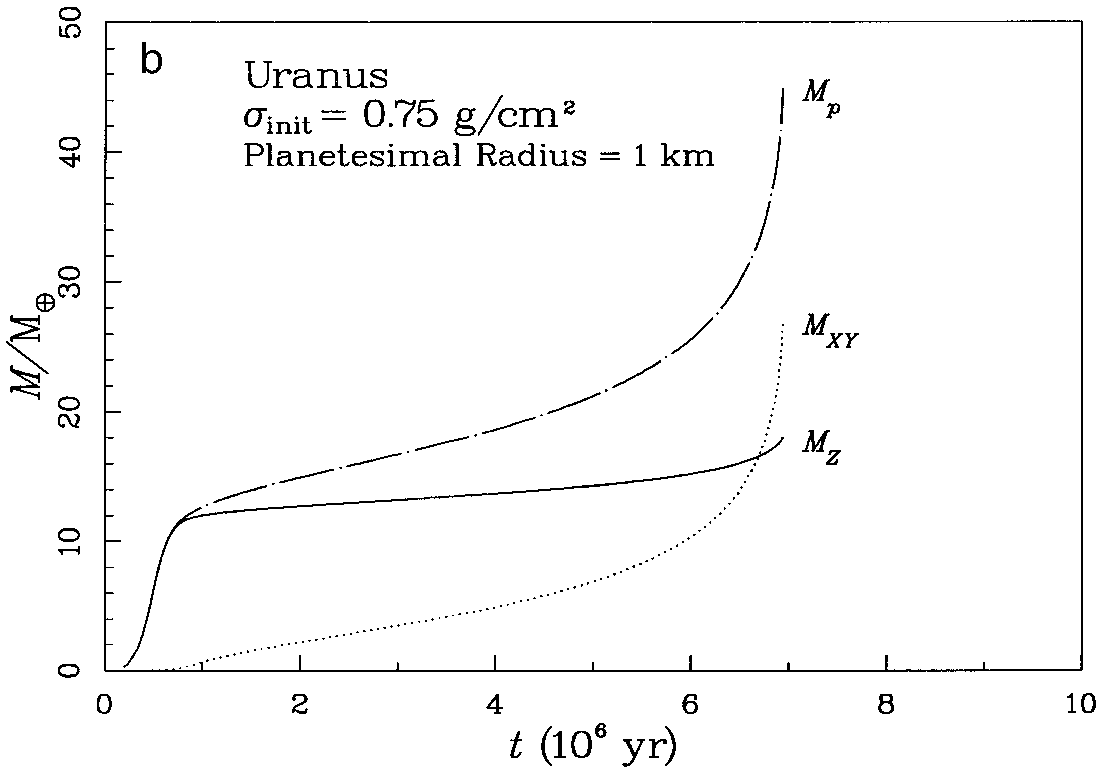 b
Uranus
σinit = 0.75 g/cm²
Planetesimal Radius = 1 km
50
40
30
20
10
0
M/M⊕
Mp
MXY
MZ
0 2 4 6 8 10
t (10⁶ yr)